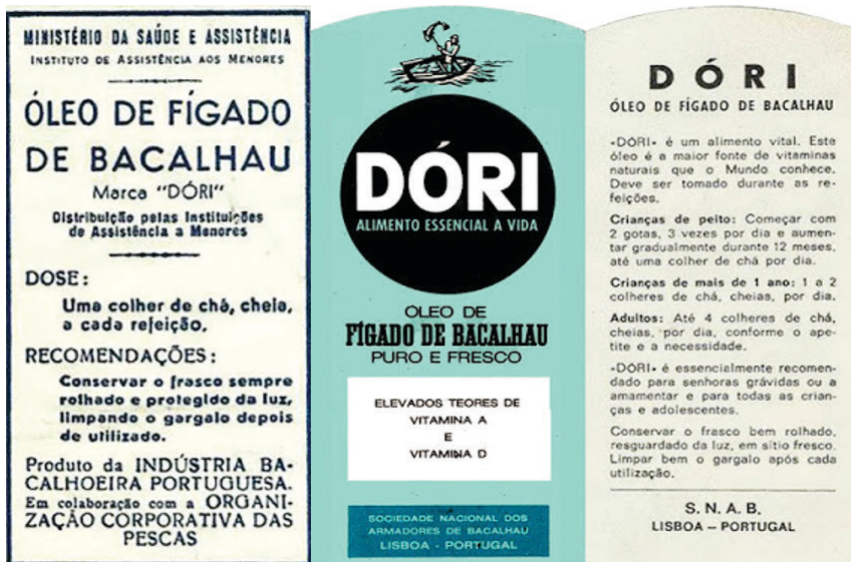 MINISTÉRIO DA SAÚDE E ASSISTÊNCIA
INSTITUTO DE ASSISTÊNCIA AOS MENORES
ÓLEO DE FÍGADO
DE BACALHAU
Marca "DÓRI"
Distribuição pelas Instituições
de Assistência a Menores
DOSE:
Uma colher de chá, cheia,
a cada refeição.
RECOMENDAÇÕES:
Conservar o frasco sempre
rolhado e protegido da luz,
limpando o gargalo depois
de utilizado.
Produto da INDÚSTRIA BA-
CALHOEIRA PORTUGUESA.
Em colaboração com a ORGANI-
ZAÇÃO CORPORATIVA DAS
PESCAS
DÓRI
ALIMENTO ESSENCIAL A VIDA
ÓLEO DE
FÍGADO DE BACALHAU
PURO E FRESCO
ELEVADOS TEORES DE
VITAMINA A
E
VITAMINA D
SOCIEDADE NACIONAL DOS
ARMADORES DE BACALHAU
LISBOA - PORTUGAL
DÓRI
ÓLEO DE FÍGADO DE BACALHAU
«DÓRI» é um alimento vital. Este
óleo é a maior fonte de vitaminas
naturais que o Mundo conhece.
Deve ser tomado durante as re-
feições.
Crianças de peito: Começar com
2 gotas, 3 vezes por dia e aumen-
tar gradualmente durante 12 meses,
até uma colher de chá por dia.
Crianças de mais de 1 ano: 1 a 2
colheres de chá, cheias, por dia.
Adultos: Até 4 colheres de chá,
cheias, por dia, conforme o ape-
tite e a necessidade.
«DÓRI» é essencialmente recomen-
dado para senhoras grávidas ou a
amamentar e para todas as crian-
ças e adolescentes.
Conservar o frasco bem rolhado,
resguardado da luz, em sítio fresco.
Limpar bem o gargalo após cada
utilização.
S. N. A. B.
LISBOA – PORTUGAL